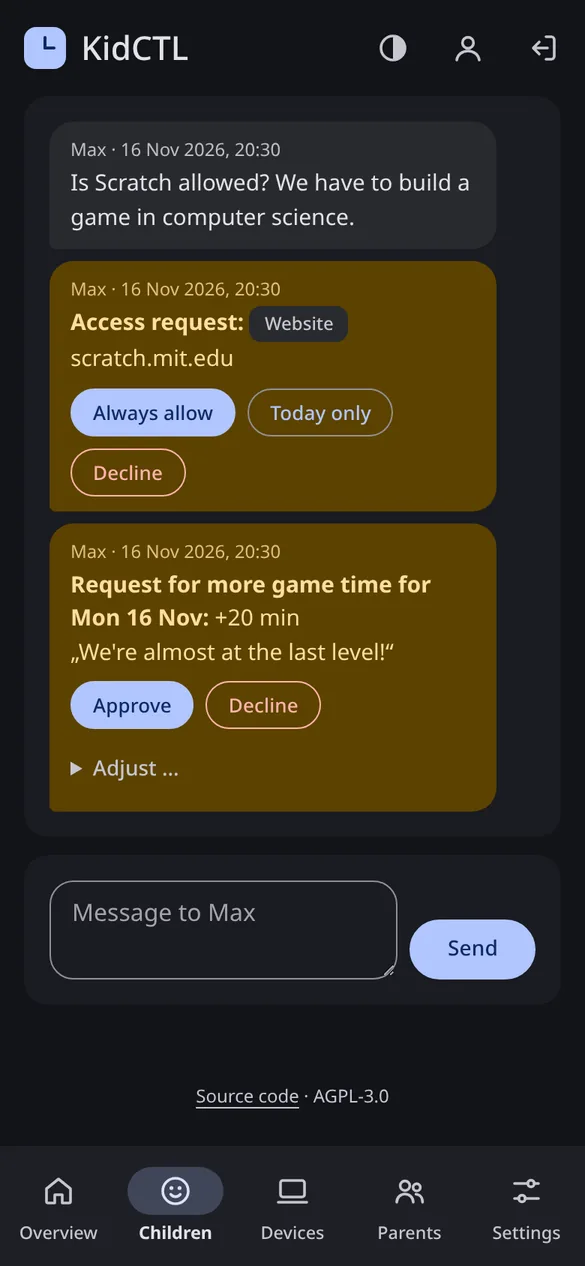 KidCTL
Max · 16 Nov 2026, 20:30
Is Scratch allowed? We have to build a
game in computer science.
Max · 16 Nov 2026, 20:30
Access request: Website
scratch.mit.edu
Always allow Today only
Decline
Max · 16 Nov 2026, 20:30
Request for more game time for
Mon 16 Nov: +20 min
„We're almost at the last level!“
Approve Decline
Adjust ...
Message to Max
Send
Source code · AGPL-3.0
Overview Children Devices Parents Settings